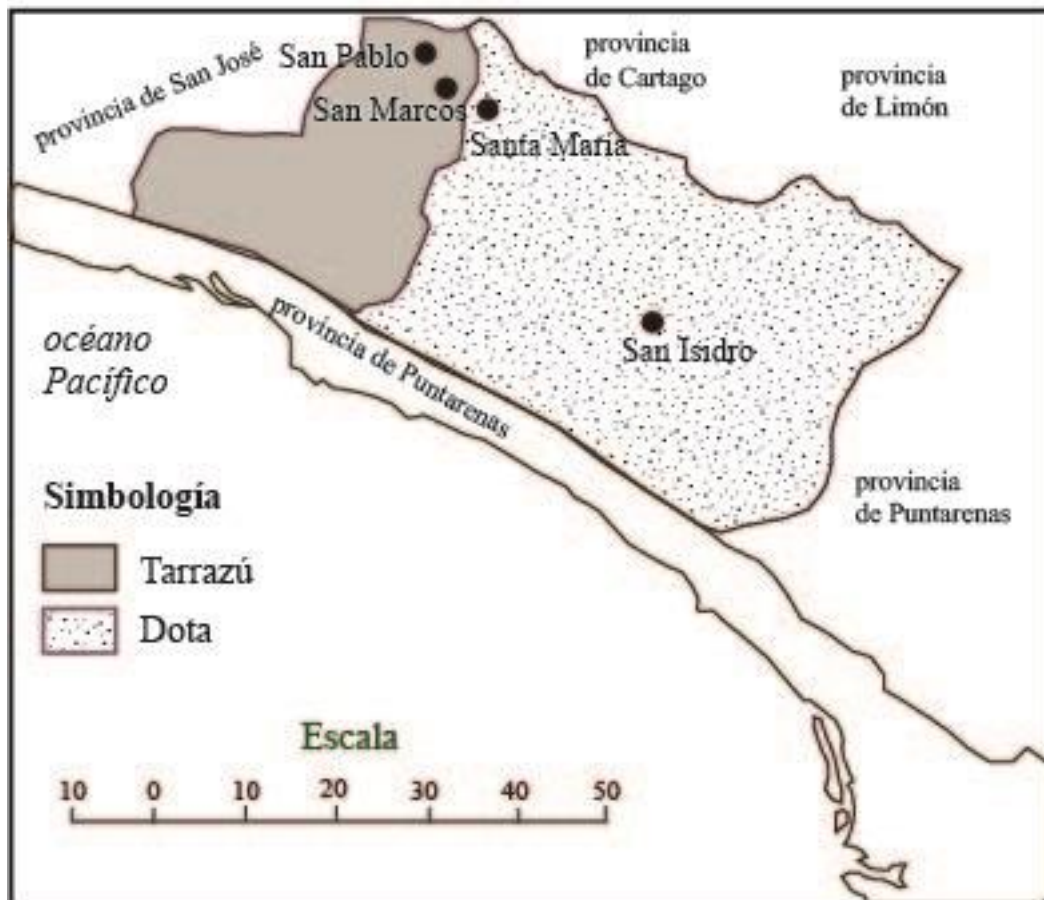 San Pablo
provincia
de Cartago
provincia
de Limón
provincia de San José
San Marcos
Santa María
San Isidro
provincia de Puntarenas
océano
Pacífico
provincia
de Puntarenas
Simbología
Tarrazú
Dota
Escala
10 0 10 20 30 40 50